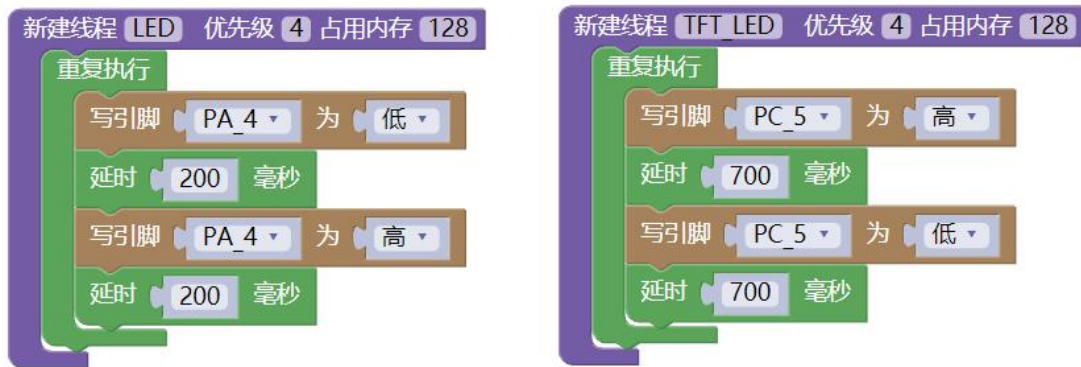 新建线程 LED 优先级 4 占用内存 128
重复执行
写引脚 PA_4 为 低
延时 200 毫秒
写引脚 PA_4 为 高
延时 200 毫秒
新建线程 TFT_LED 优先级 4 占用内存 128
重复执行
写引脚 PC_5 为 高
延时 700 毫秒
写引脚 PC_5 为 低
延时 700 毫秒